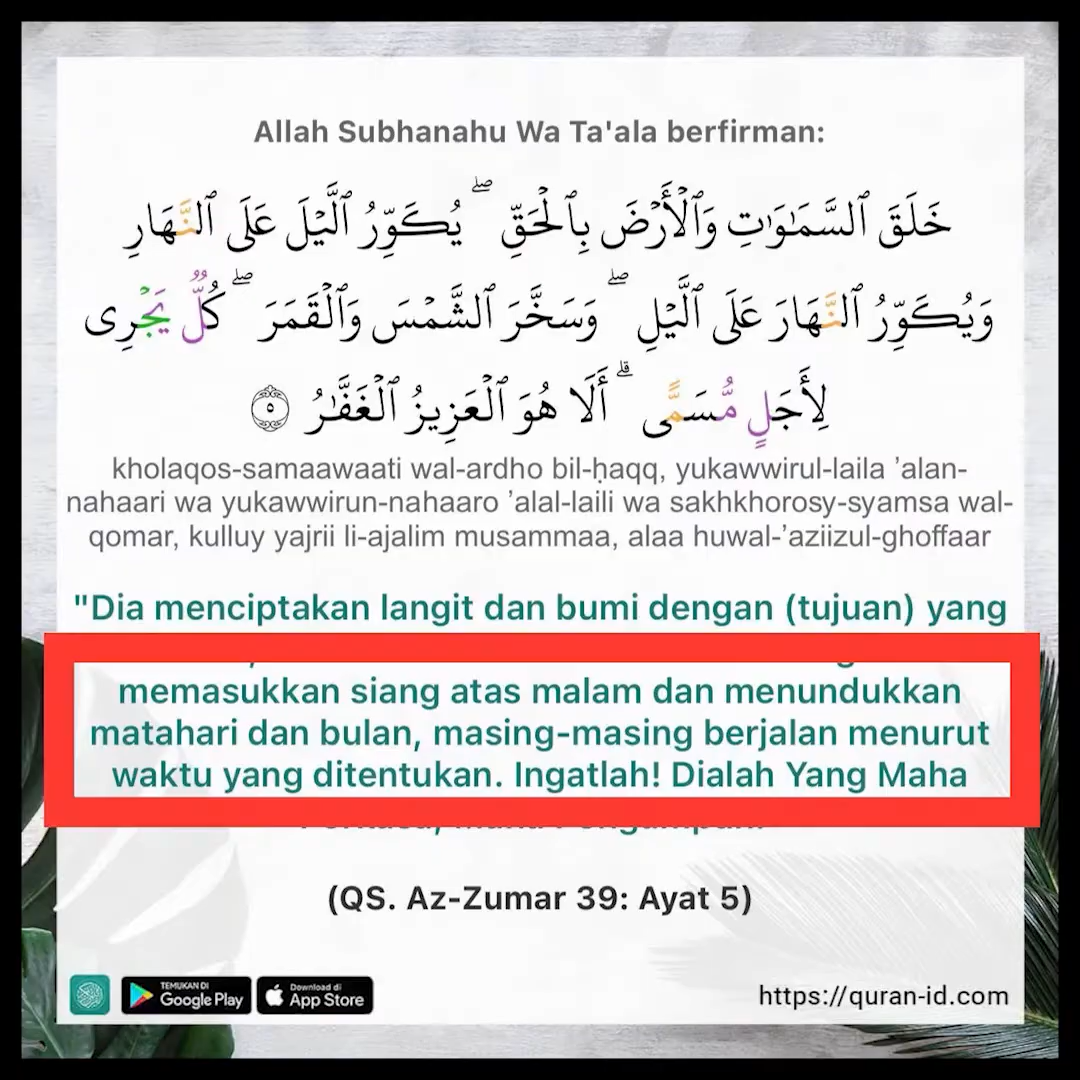 Allah Subhanahu Wa Ta'ala berfirman:
خَلَقَ ٱلسَّمَـٰوَٰتِ وَٱلْأَرْضَ بِٱلْحَقِّ ۖ يُكَوِّرُ ٱلَّيْلَ عَلَى ٱلنَّهَارِ
وَيُكَوِّرُ ٱلنَّهَارَ عَلَى ٱلَّيْلِ ۖ وَسَخَّرَ ٱلشَّمْسَ وَٱلْقَمَرَ ۖ كُلٌّ يَجْرِى
لِأَجَلٍ مُّسَمًّى ۗ أَلَا هُوَ ٱلْعَزِيزُ ٱلْغَفَّـٰرُ ٥
kholaqos-samaawaati wal-ardho bil-ḥaqq, yukawwirul-laila ’alan-
nahaari wa yukawwirun-nahaaro ’alal-laili wa sakhkhorosy-syamsa wal-
qomar, kulluy yajrii li-ajalim musammaa, alaa huwal-’aziizul-ghoffaar
"Dia menciptakan langit dan bumi dengan (tujuan) yang
memasukkan siang atas malam dan menundukkan
matahari dan bulan, masing-masing berjalan menurut
waktu yang ditentukan. Ingatlah! Dialah Yang Maha
(QS. Az-Zumar 39: Ayat 5)
TEMUKAN DI
Google Play
Download di
App Store
https://quran-id.com